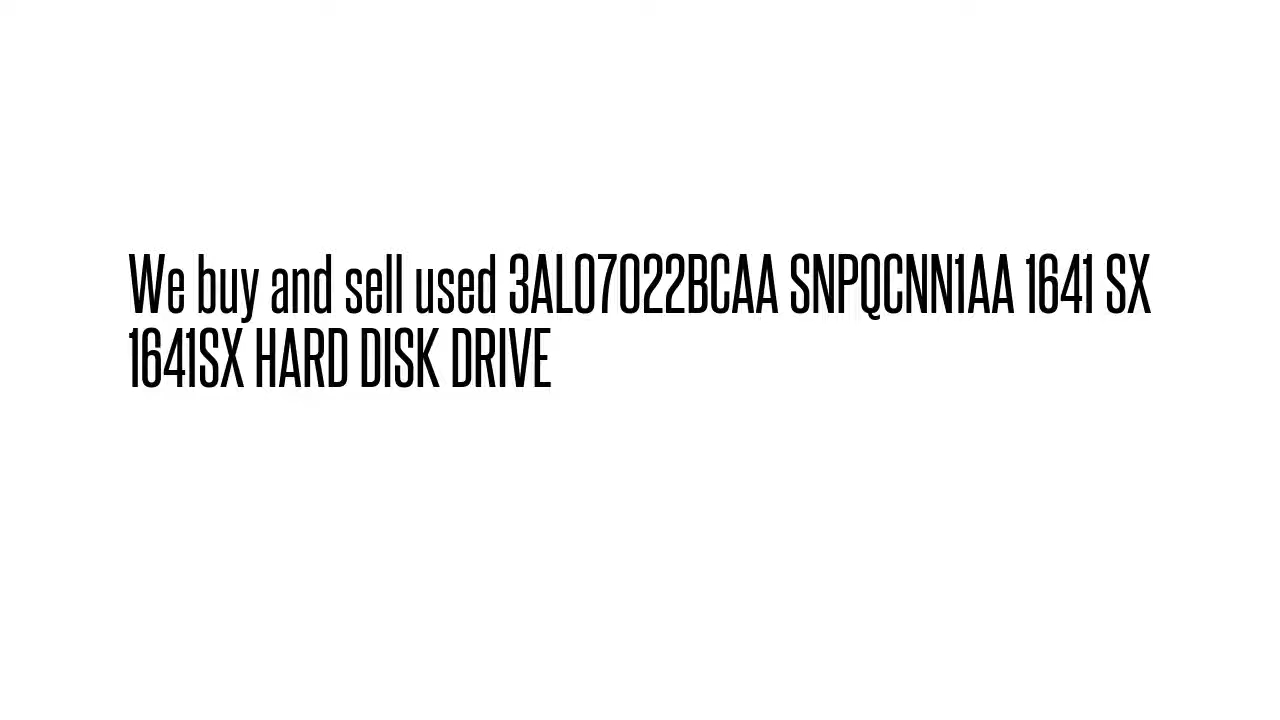 We buy and sell used 3AL07022BCAA SNPQCNN1AA 1641 SX
1641SX HARD DISK DRIVE